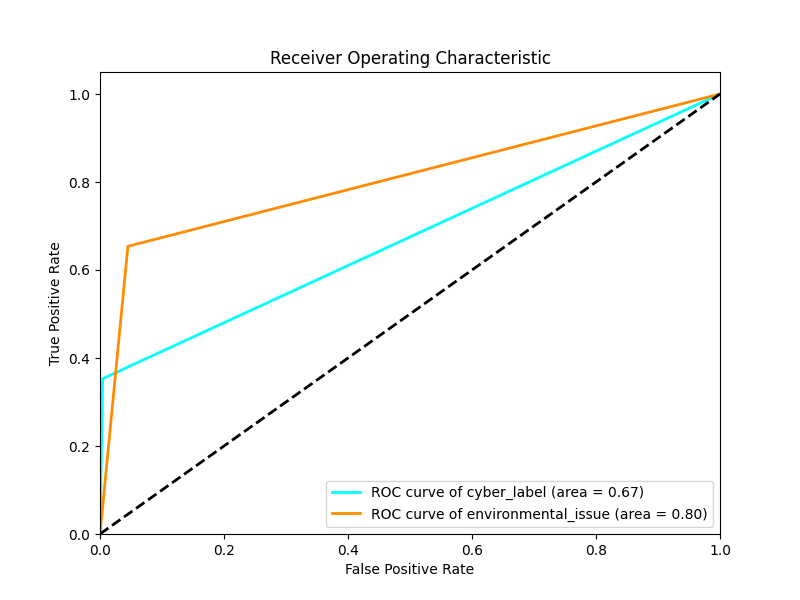 Receiver Operating Characteristic
True Positive Rate
1.0
0.8
0.6
0.4
0.2
0.0
ROC curve of cyber_label (area = 0.67)
ROC curve of environmental_issue (area = 0.80)
0.0 0.2 0.4 0.6 0.8 1.0
False Positive Rate